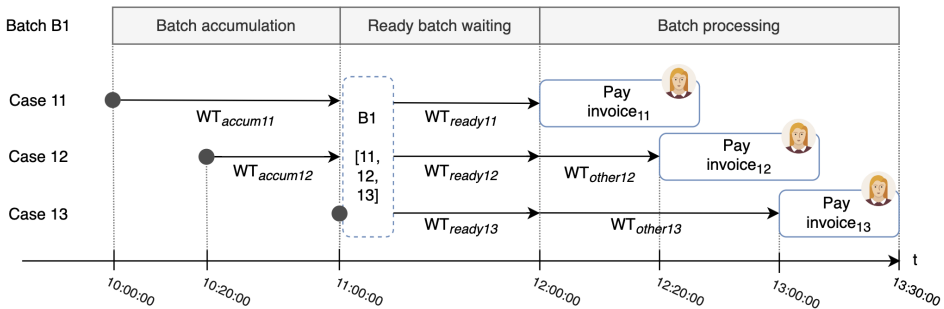 Batch B1 Batch accumulation Ready batch waiting Batch processing
Case 11
WTaccum11
WTready11
Pay
invoice11
B1
Case 12
WTaccum12
[11,
12,
13]
WTready12
WTother12
Pay
invoice12
Case 13
WTready13
WTother13
Pay
invoice13
t
10:00:00 10:20:00 11:00:00 12:00:00 12:20:00 13:00:00 13:30:00